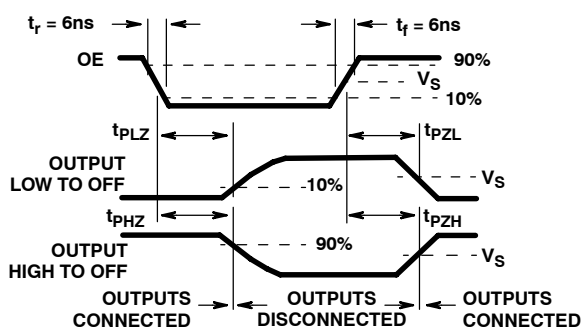 tr = 6ns
tf = 6ns
OE
90%
VS
10%
tPLZ
tPZL
OUTPUT
LOW TO OFF
10%
VS
tPHZ
tPZH
OUTPUT
HIGH TO OFF
90%
VS
OUTPUTS
CONNECTED
OUTPUTS
DISCONNECTED
OUTPUTS
CONNECTED